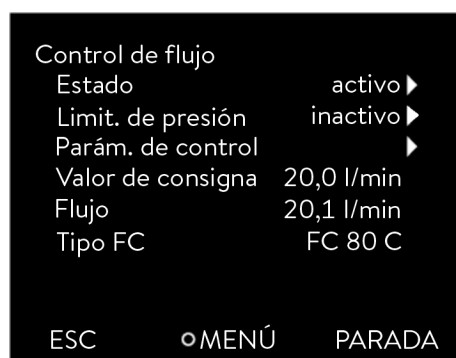 Control de flujo
Estado activo
Limit. de presión inactivo
Parám. de control
Valor de consigna 20,0 l/min
Flujo 20,1 l/min
Tipo FC FC 80 C
ESC MENÚ PARADA